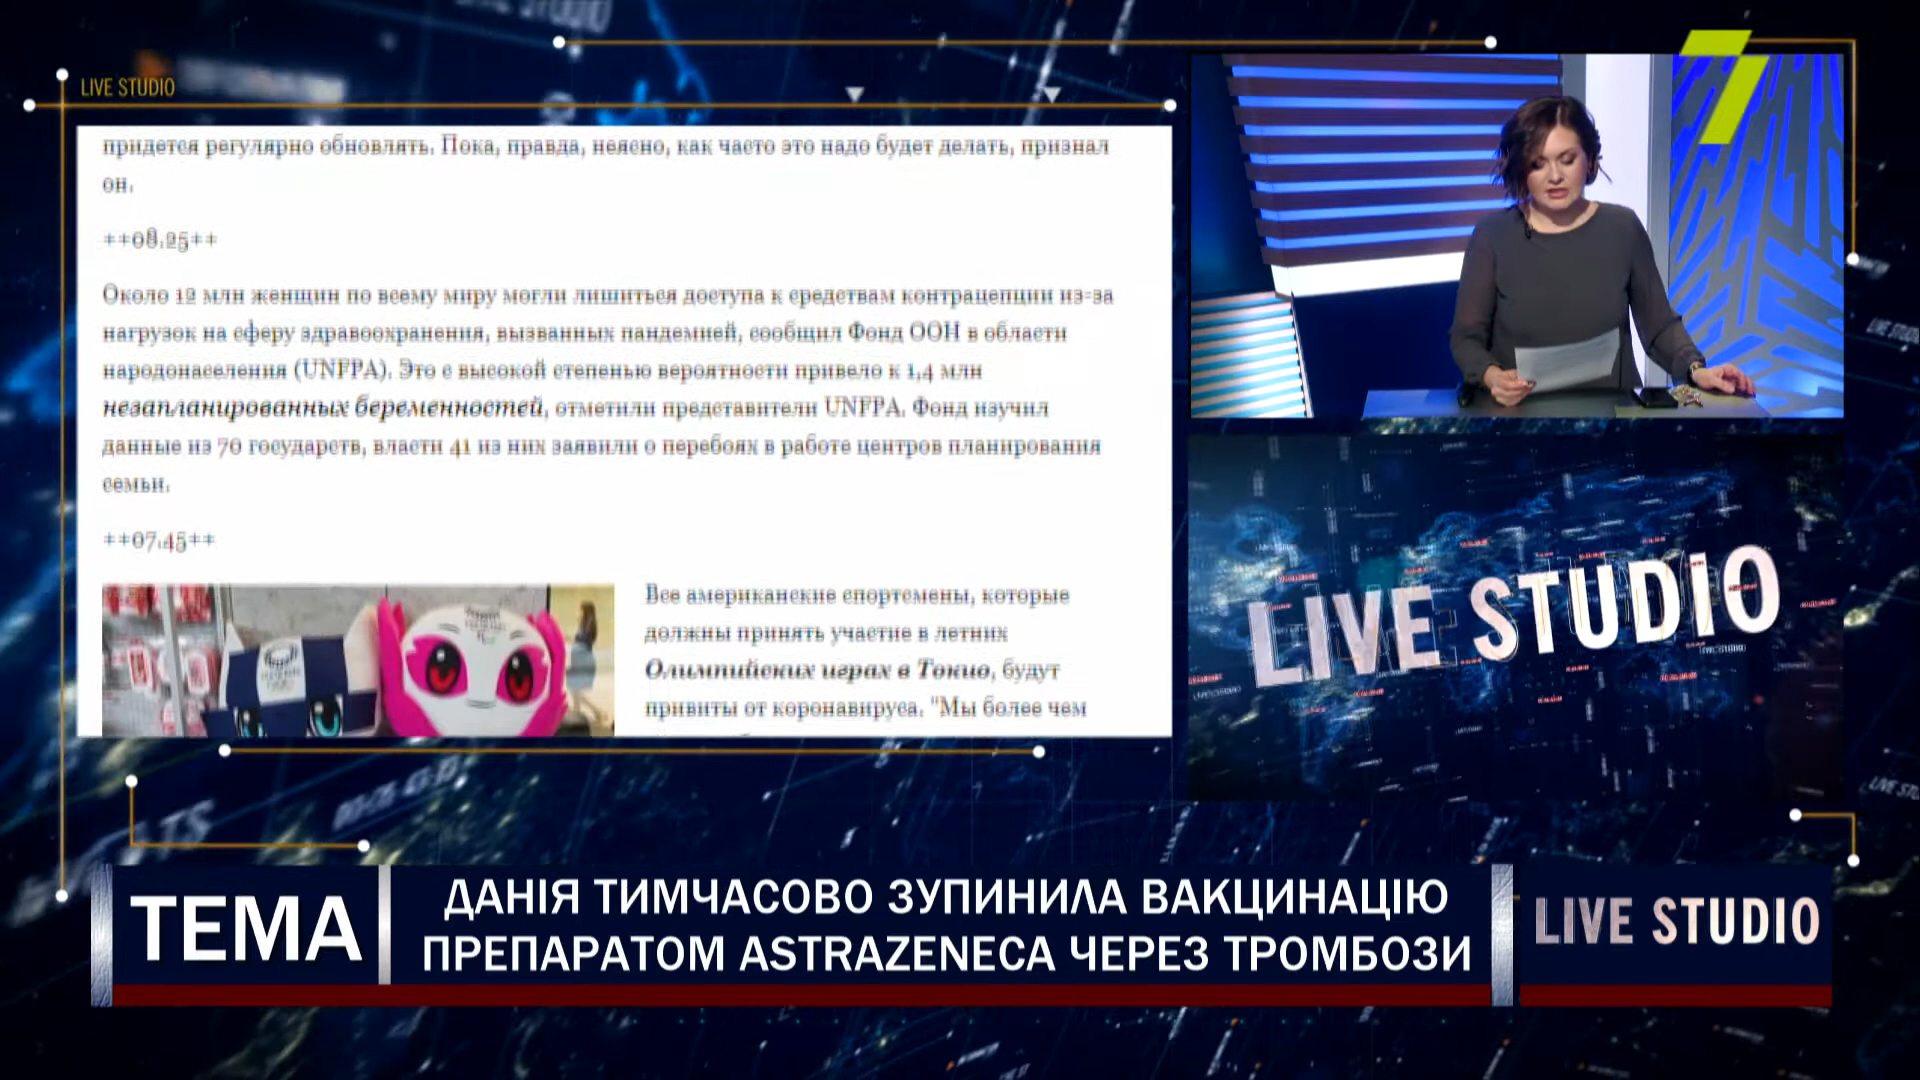 LIVE STUDIO
придется регулярно обновлять. Пока, правда, неясно, как часто это надо будет делать, признал
он.
++08.25++
Около 12 млн женщин по всему миру могли лишиться доступа к средствам контрацепции из-за
нагрузок на сферу здравоохранения, вызванных пандемией, сообщил Фонд ООН в области
народонаселения (UNFPA). Это с высокой степенью вероятности привело к 1,4 млн
незапланированных беременностей, отметили представители UNFPA. Фонд изучил
данные из 70 государств, власти 41 из них заявили о перебоях в работе центров планирования
семьи.
++07.45++
Все американские спортсмены, которые
должны принять участие в летних
Олимпийских играх в Токио, будут
привиты от коронавируса. "Мы более чем
7
LIVE STUDIO
ТЕМА
ДАНІЯ ТИМЧАСОВО ЗУПИНИЛА ВАКЦИНАЦІЮ
ПРЕПАРАТОМ ASTRAZENECA ЧЕРЕЗ ТРОМБОЗИ
LIVE STUDIO